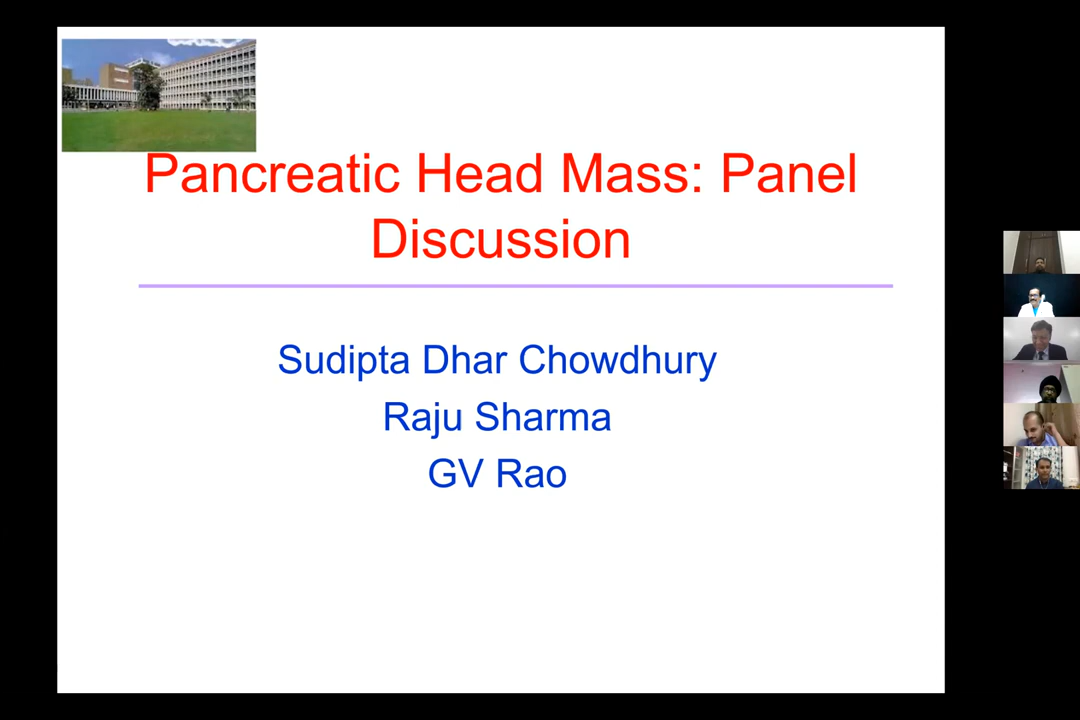 Pancreatic Head Mass: Panel
Discussion
Sudipta Dhar Chowdhury
Raju Sharma
GV Rao